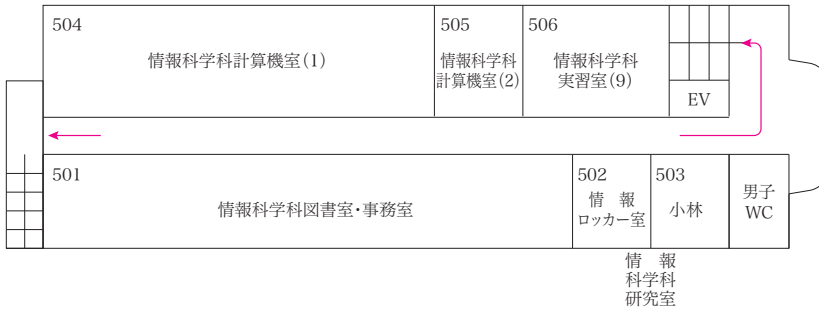 504
情報科学科計算機室(1)
505
情報科学科
計算機室(2)
506
情報科学科
実習室(9)
EV
501
情報科学科図書室・事務室
502
情 報
ロッカー室
503
小林
男子
WC
情 報
科学科
研究室